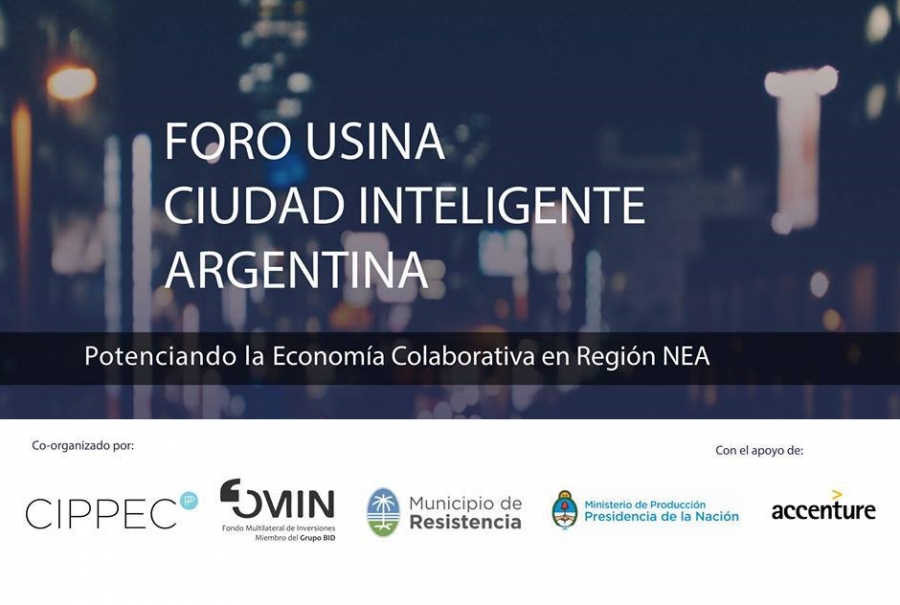 FORO USINA
CIUDAD INTELIGENTE
ARGENTINA
Potenciando la Economía Colaborativa en Región NEA
Co-organizado por:
Con el apoyo de:
CIPPEC
FOMIN
Fondo Multilateral de Inversiones
Miembro del Grupo BID
Municipio de
Resistencia
Ministerio de Producción
Presidencia de la Nación
accenture